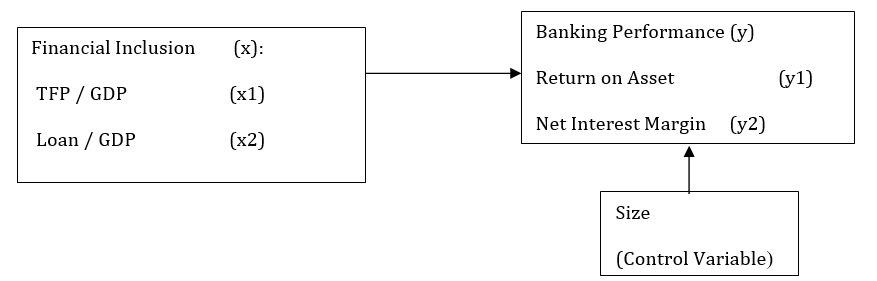 Financial Inclusion (x):
TFP / GDP (x1)
Loan / GDP (x2)
Banking Performance (y)
Return on Asset (y1)
Net Interest Margin (y2)
Size
(Control Variable)